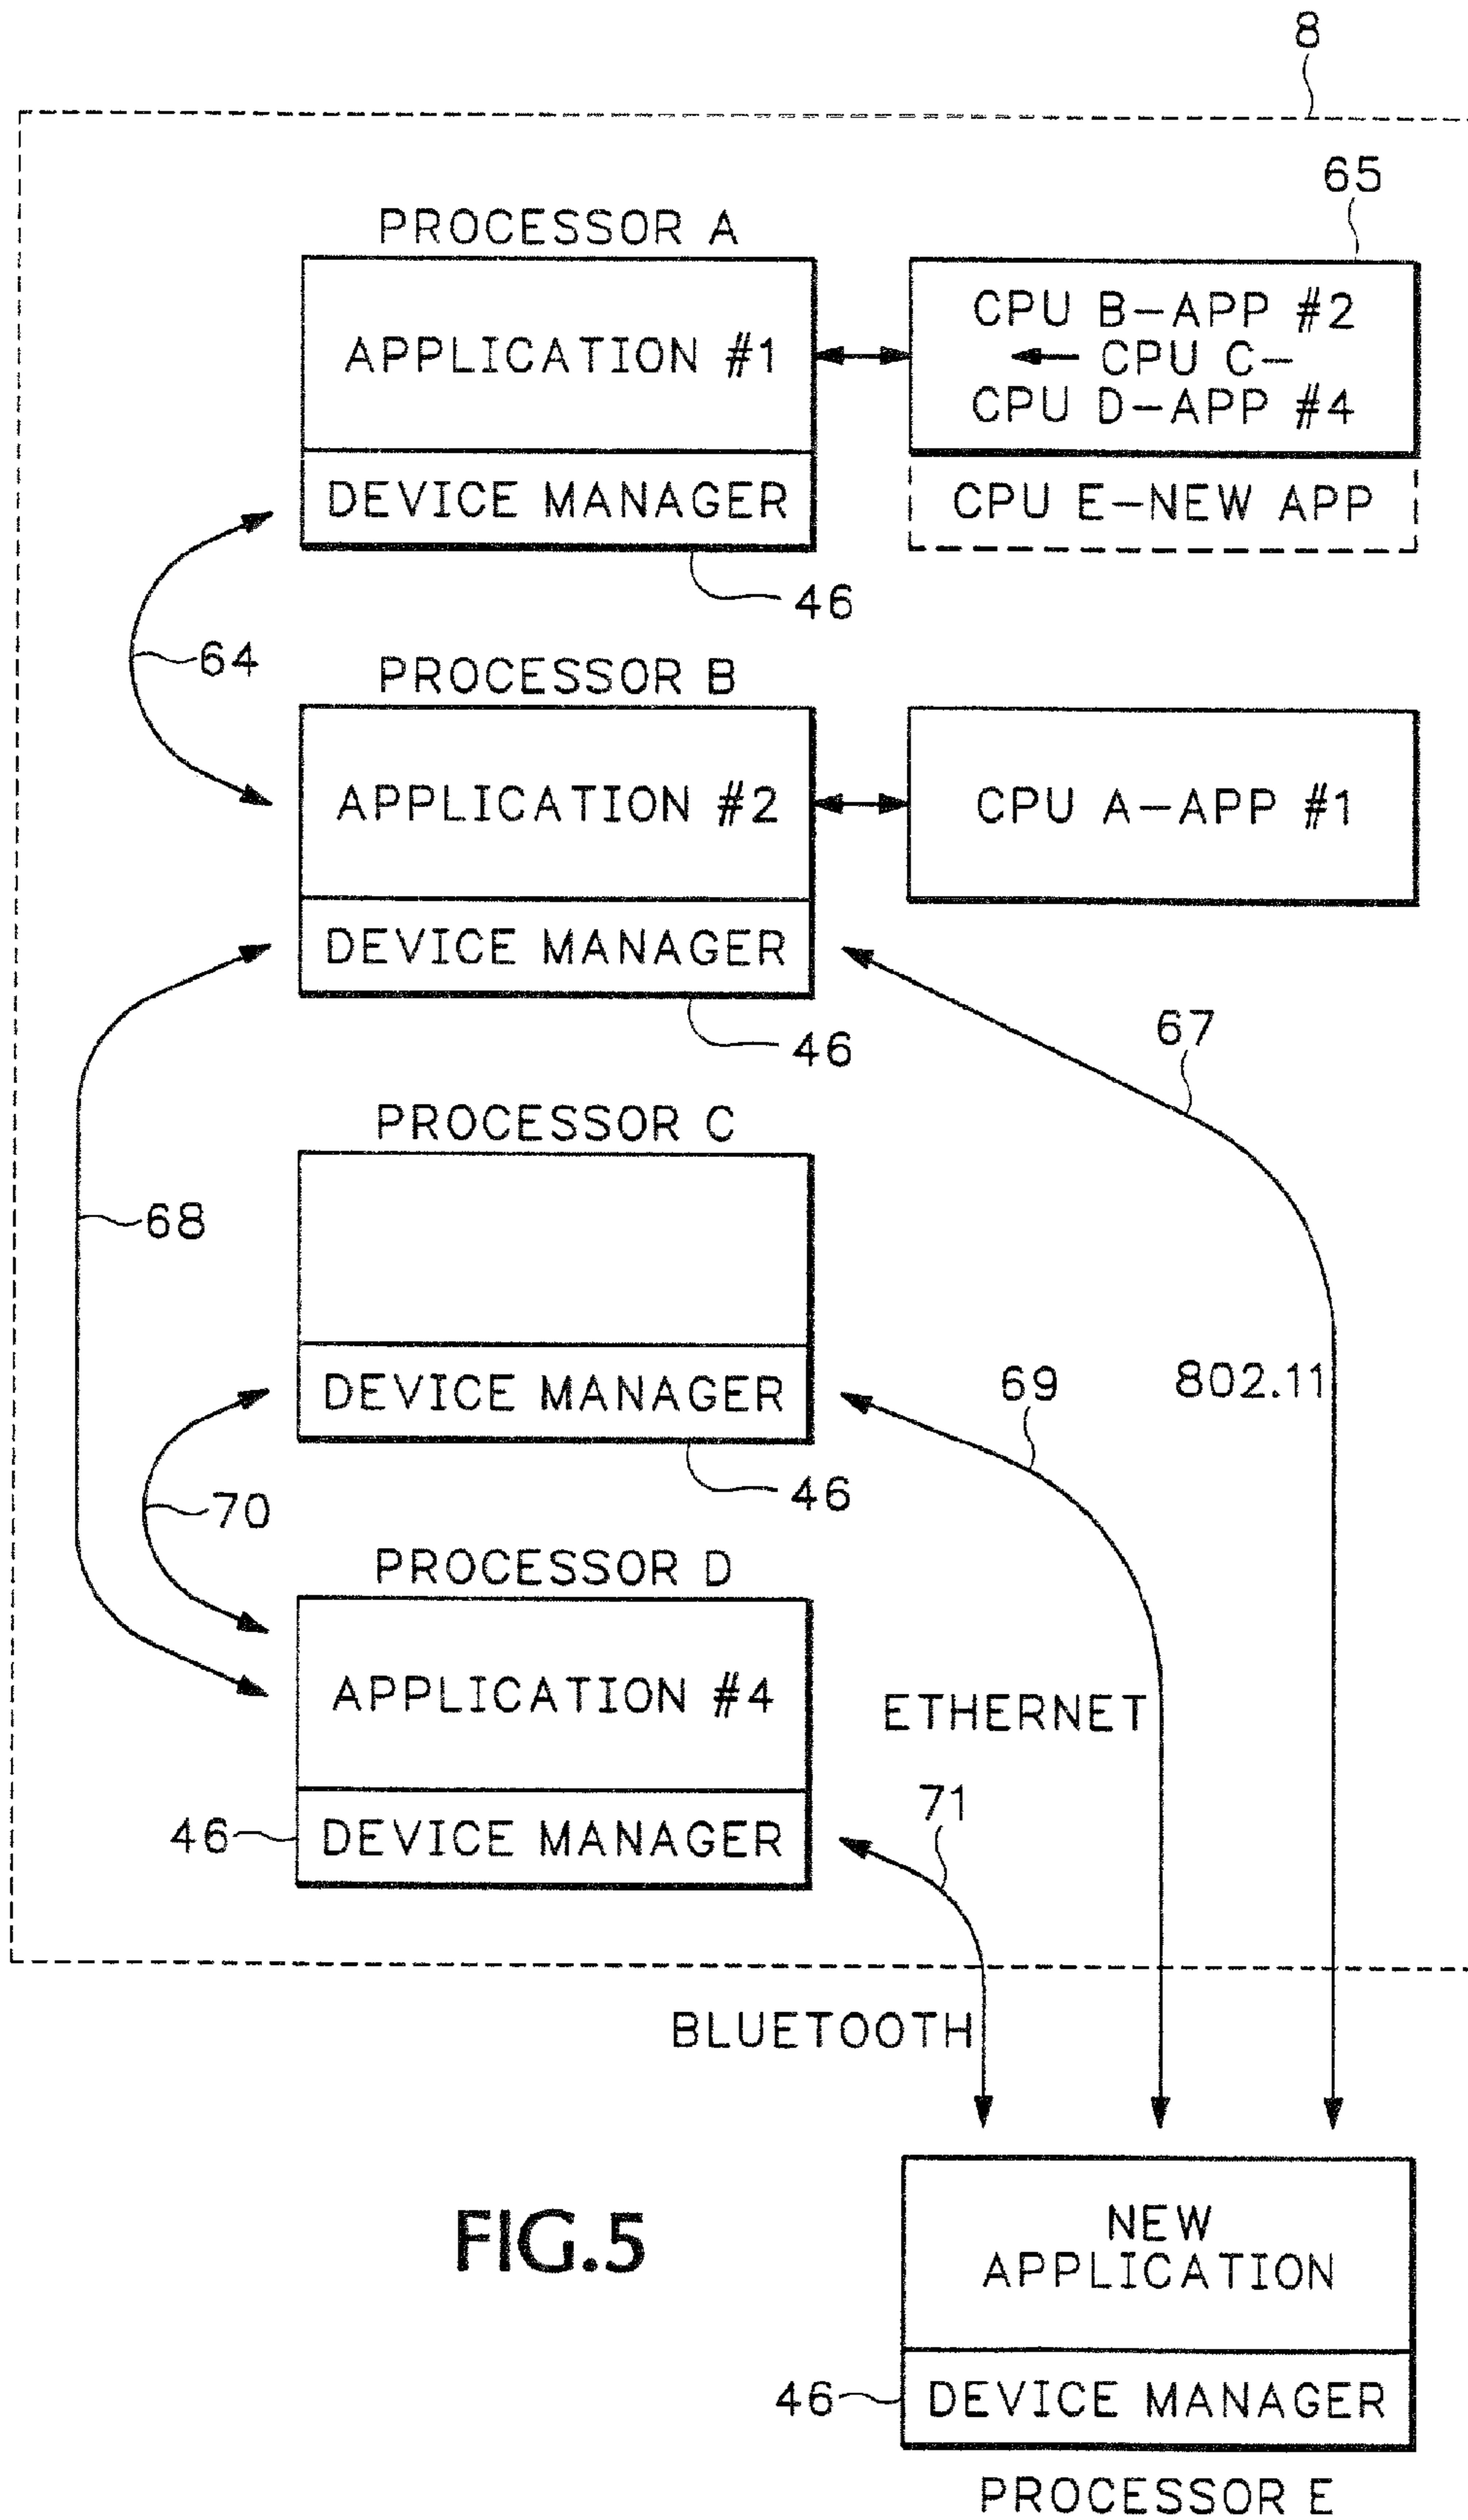 8
65
PROCESSOR A
APPLICATION #1
DEVICE MANAGER
46
CPU B-APP #2
CPU C-
CPU D-APP #4
CPU E-NEW APP
64
PROCESSOR B
APPLICATION #2
DEVICE MANAGER
46
CPU A-APP #1
67
68
PROCESSOR C
DEVICE MANAGER
46
69
802.11
70
PROCESSOR D
APPLICATION #4
46
DEVICE MANAGER
ETHERNET
71
BLUETOOTH
FIG.5
NEW
APPLICATION
46
DEVICE MANAGER
PROCESSOR E